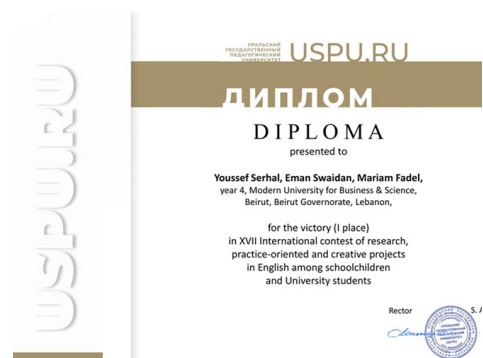 USPU.RU
УРАЛЬСКИЙ
ГОСУДАРСТВЕННЫЙ
ПЕДАГОГИЧЕСКИЙ
УНИВЕРСИТЕТ
USPU.RU
ДИПЛОМ
DIPLOMA
presented to
Youssef Serhal, Eman Swaidan, Mariam Fadel,
year 4, Modern University for Business & Science,
Beirut, Beirut Governorate, Lebanon,
for the victory (I place)
in XVII International contest of research,
practice-oriented and creative projects
in English among schoolchildren
and University students
Rector
S. A